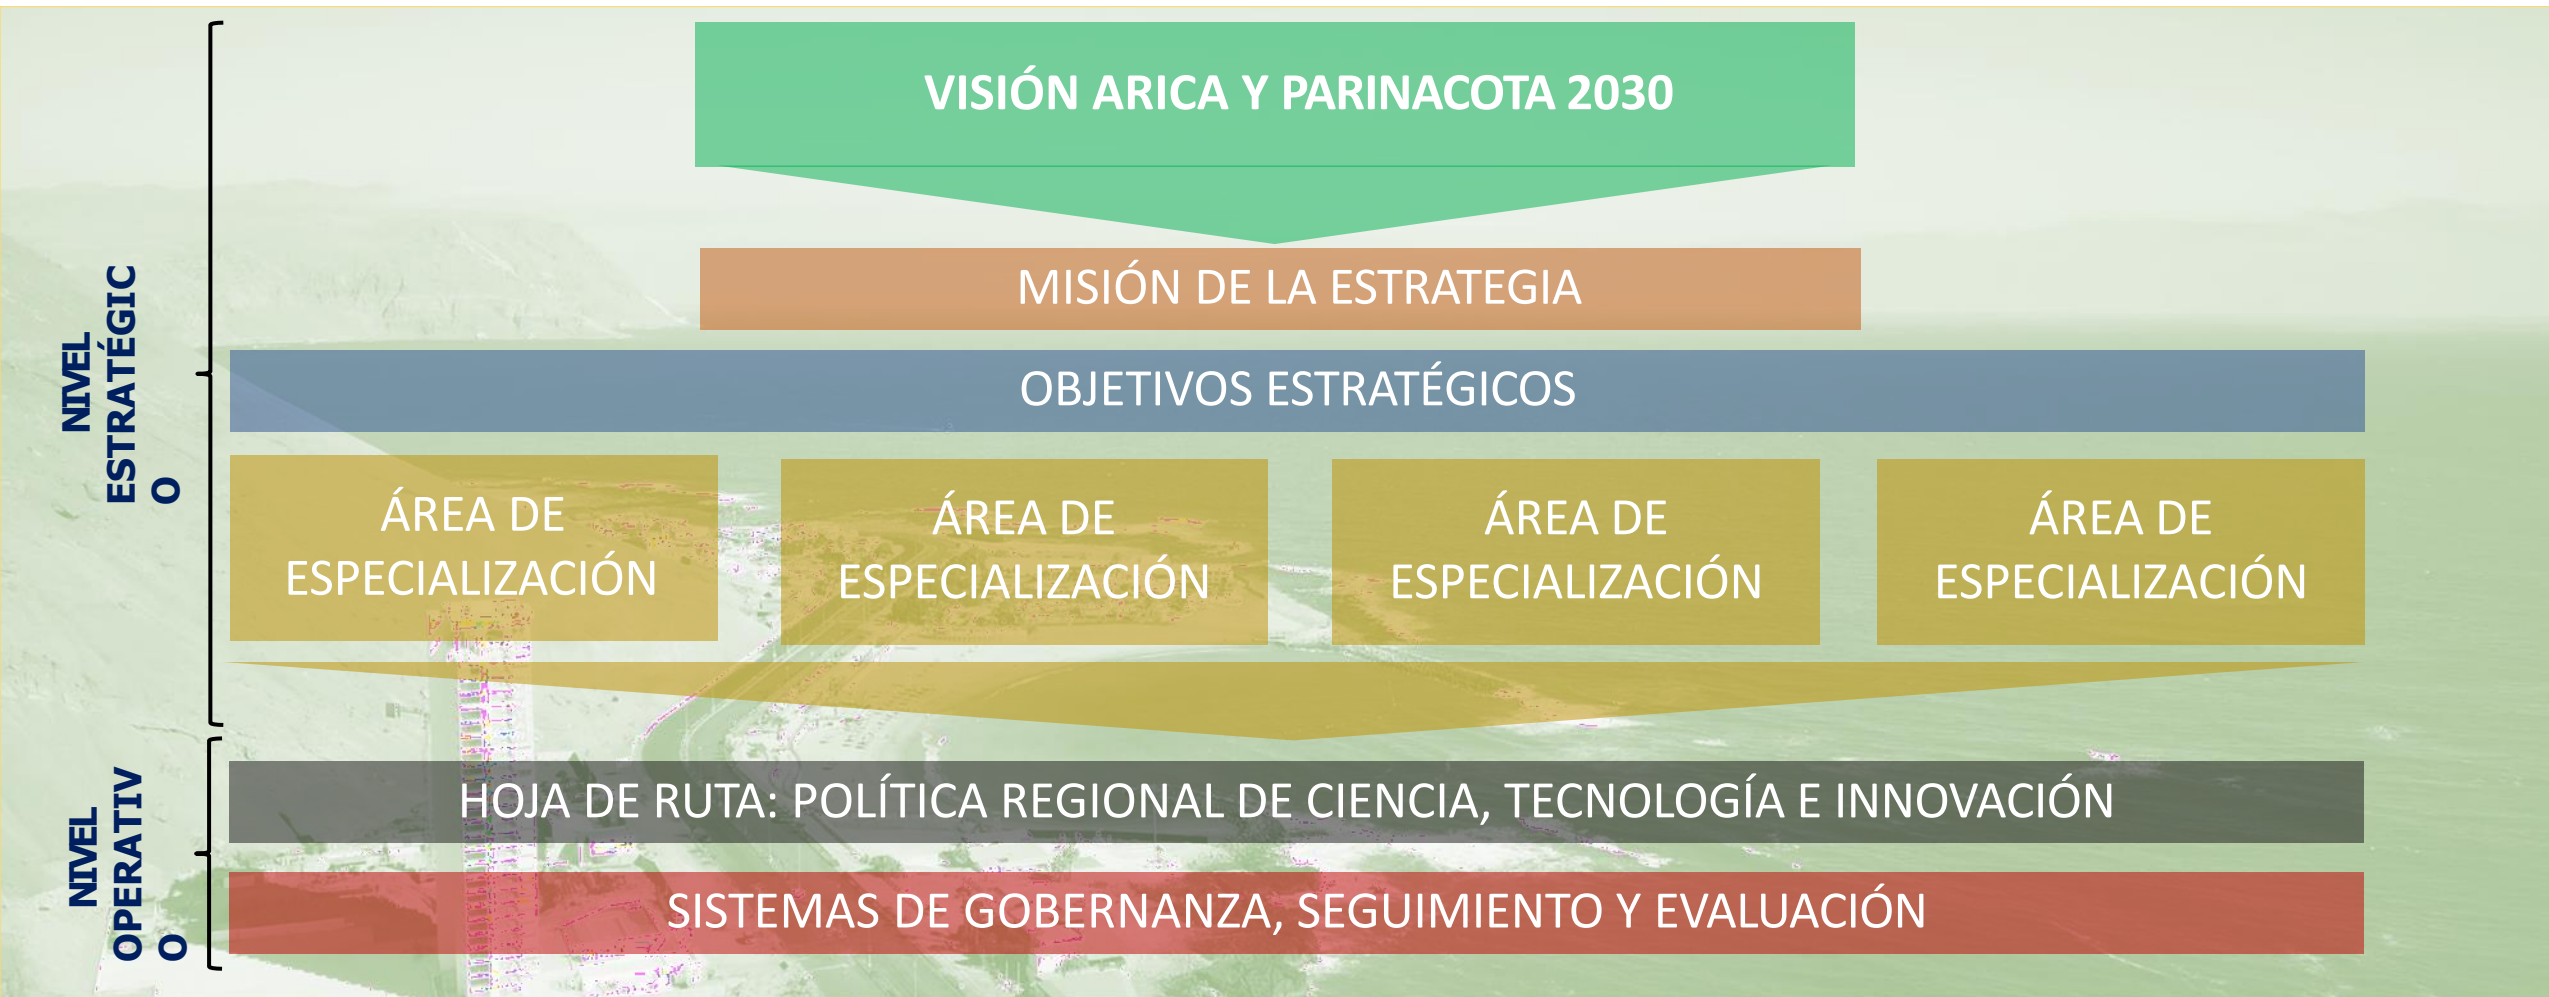 VISIÓN ARICA Y PARINACOTA 2030
MISIÓN DE LA ESTRATEGIA
NIVEL
ESTRATÉGIC
O
OBJETIVOS ESTRATÉGICOS
ÁREA DE
ESPECIALIZACIÓN
ÁREA DE
ESPECIALIZACIÓN
ÁREA DE
ESPECIALIZACIÓN
ÁREA DE
ESPECIALIZACIÓN
NIVEL
OPERATIV
O
HOJA DE RUTA: POLÍTICA REGIONAL DE CIENCIA, TECNOLOGÍA E INNOVACIÓN
SISTEMAS DE GOBERNANZA, SEGUIMIENTO Y EVALUACIÓN